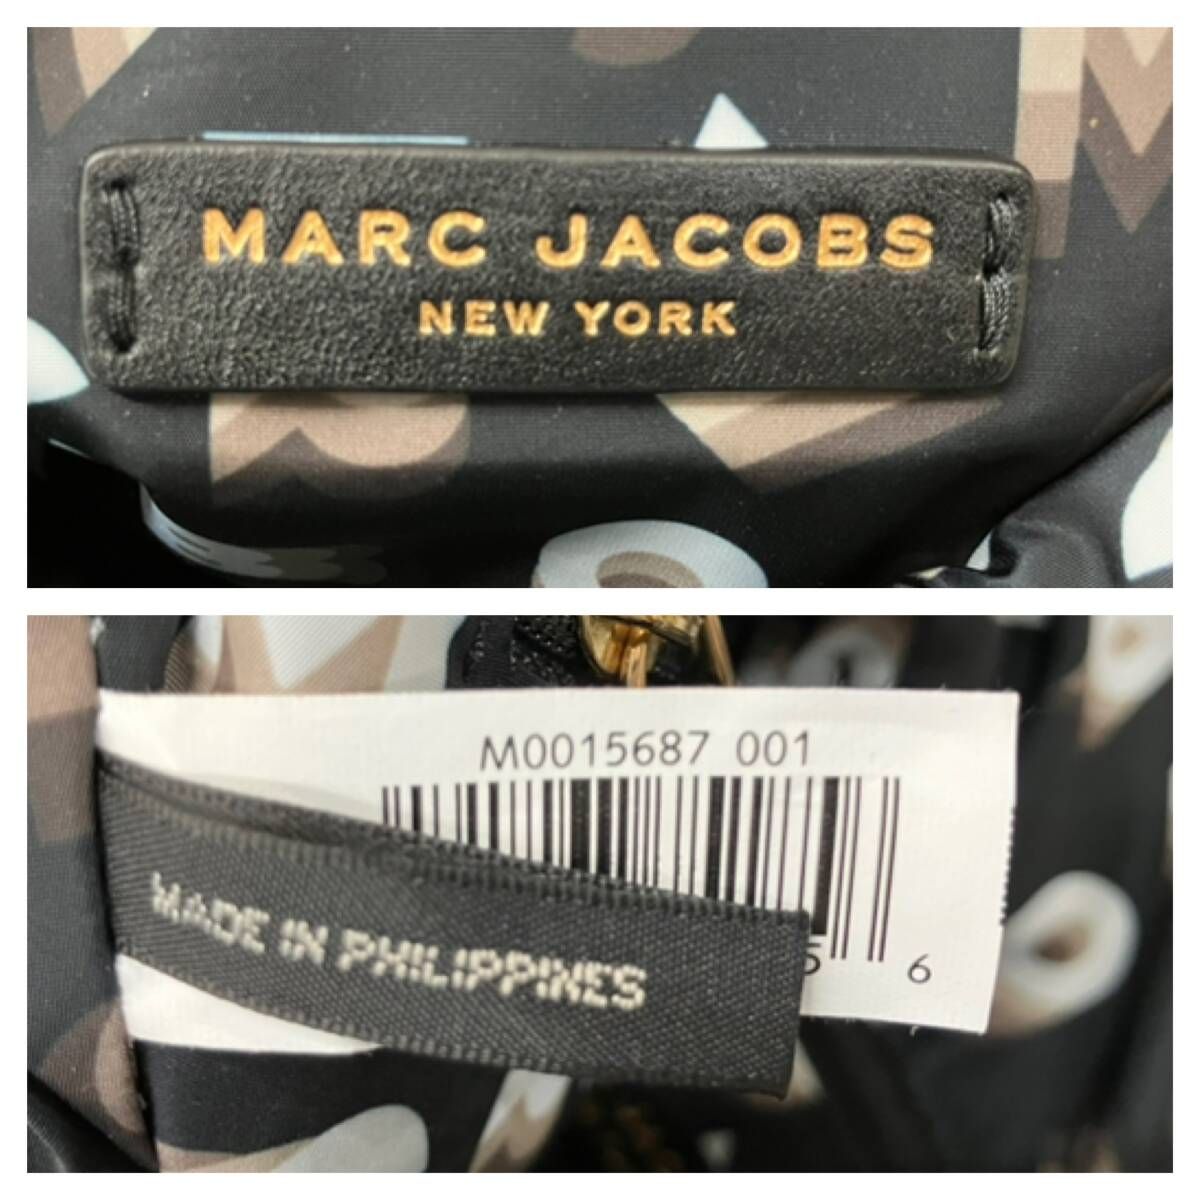 MARC JACOBS
NEW YORK
M0015687 001
MADE IN PHILIPPINES
5 6